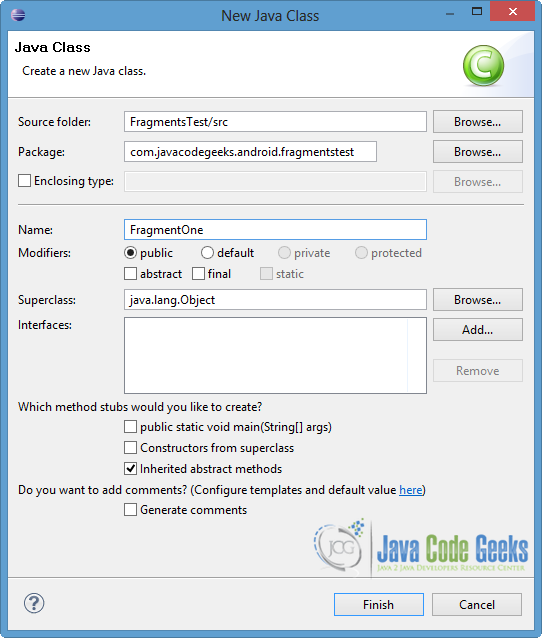 New Java Class
Java Class
Create a new Java class.
C
Source folder: FragmentsTest/src Browse...
Package: com.javacodegeeks.android.fragmentstest Browse...
Enclosing type: Browse...
Name: FragmentOne
Modifiers: public default private protected
abstract final static
Superclass: java.lang.Object Browse...
Interfaces: Add...
Remove
Which method stubs would you like to create?
public static void main(String[] args)
Constructors from superclass
Inherited abstract methods
Do you want to add comments? (Configure templates and default value here)
Generate comments
JCG Java Code Geeks
Java 2 Java Developers Resource Center
? Finish Cancel